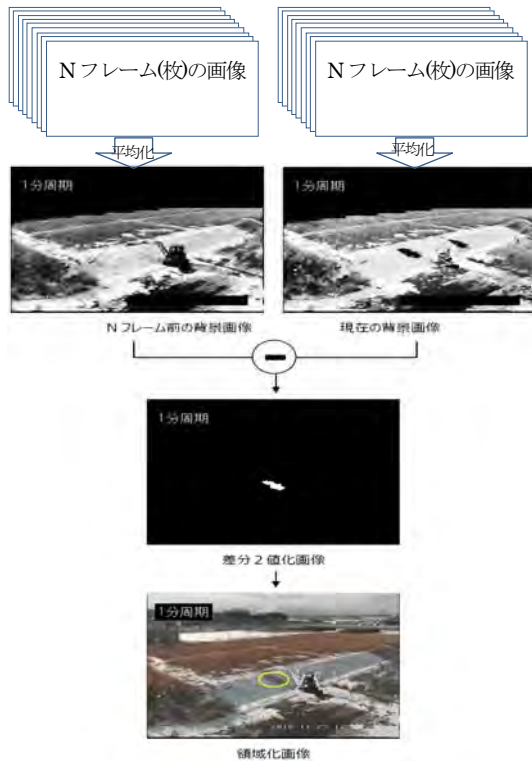 N フレーム(枚)の画像
N フレーム(枚)の画像
平均化
平均化
1分周期
1分周期
N フレーム前の背景画像
現在の背景画像
1分周期
差分２値化画像
1分周期
領域化画像